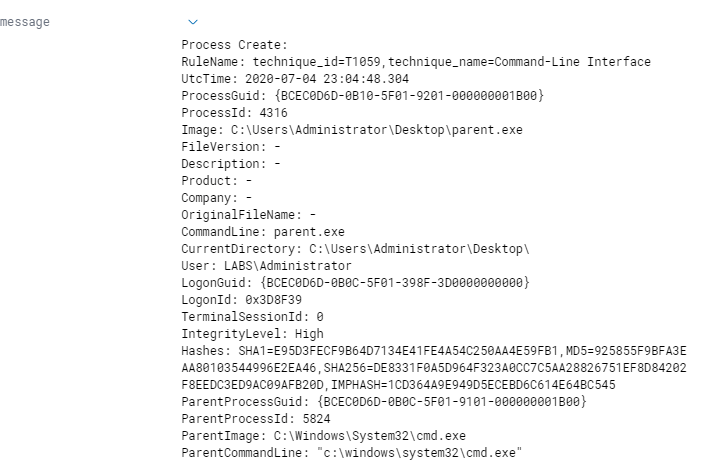 message
Process Create:
RuleName: technique_id=T1059,technique_name=Command-Line Interface
UtcTime: 2020-07-04 23:04:48.304
ProcessGuid: {BCEC0D6D-0B10-5F01-9201-000000001B00}
ProcessId: 4316
Image: C:\Users\Administrator\Desktop\parent.exe
FileVersion: -
Description: -
Product: -
Company: -
OriginalFileName: -
CommandLine: parent.exe
CurrentDirectory: C:\Users\Administrator\Desktop\
User: LABS\Administrator
LogonGuid: {BCEC0D6D-0B0C-5F01-398F-3D0000000000}
LogonId: 0x3D8F39
TerminalSessionId: 0
IntegrityLevel: High
Hashes: SHA1=E95D3FECF9B64D7134E41FE4A54C250AA4E59FB1,MD5=925855F9BFA3E
AA80103544996E2EA46,SHA256=DE8331F0A5D964F323A0CC7C5AA28826751EF8D84202
F8EEDC3ED9AC09AFB20D,IMPHASH=1CD364A9E949D5ECEBD6C614E64BC545
ParentProcessGuid: {BCEC0D6D-0B0C-5F01-9101-000000001B00}
ParentProcessId: 5824
ParentImage: C:\Windows\System32\cmd.exe
ParentCommandLine: "c:\windows\system32\cmd.exe"